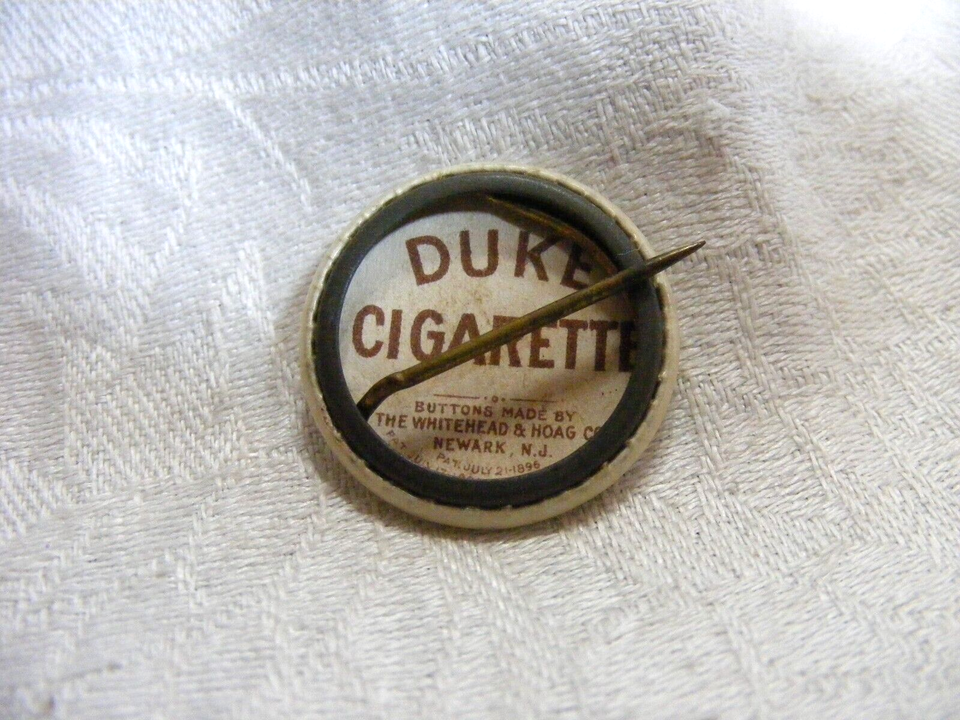 DUKE
CIGARETTE
BUTTONS MADE BY
THE WHITEHEAD & HOAG CO
NEWARK, N.J.
PAT. JULY 21-1896